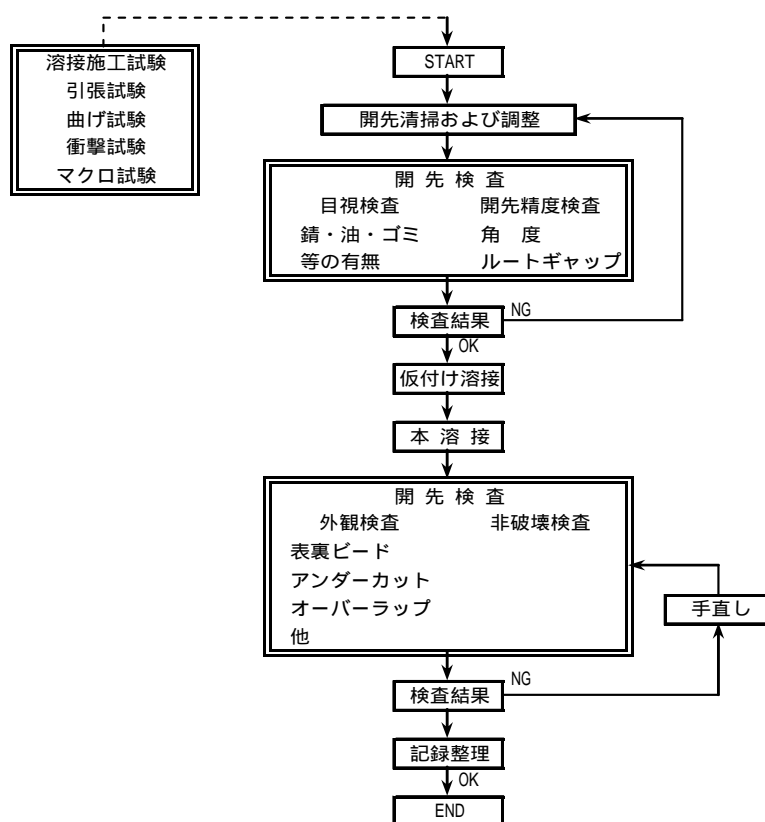 溶接施工試験
引張試験
曲げ試験
衝撃試験
マクロ試験
START
開先清掃および調整
開 先 検 査
目視検査 開先精度検査
錆・油・ゴミ 角 度
等の有無 ルートギャップ
検査結果 NG
OK
仮付け溶接
本 溶 接
開 先 検 査
外観検査 非破壊検査
表裏ビード
アンダーカット
オーバーラップ
他
手直し
検査結果 NG
記録整理
OK
END